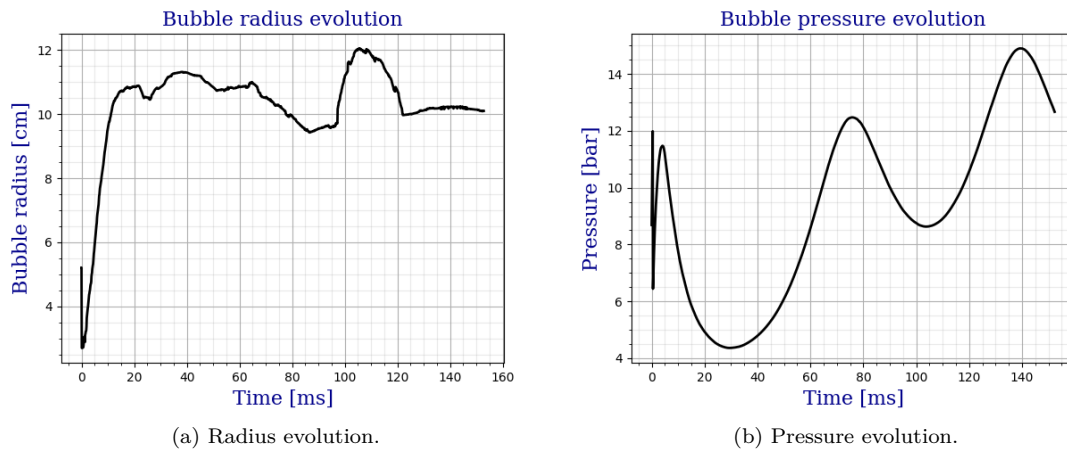 Bubble radius evolution
Bubble radius [cm]
12
10
8
6
4
0 20 40 60 80 100 120 140 160
Time [ms]
(a) Radius evolution.
Bubble pressure evolution
Pressure [bar]
14
12
10
8
6
4
0 20 40 60 80 100 120 140
Time [ms]
(b) Pressure evolution.